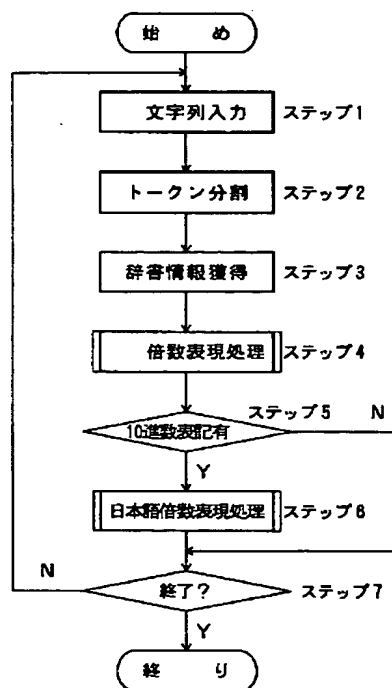 始 め
文字列入力 ステップ1
トークン分割 ステップ2
辞書情報獲得 ステップ3
倍数表現処理 ステップ4
ステップ5 N
10進数表記有
Y
日本語倍数表現処理 ステップ6
N
終了? ステップ7
Y
終 り